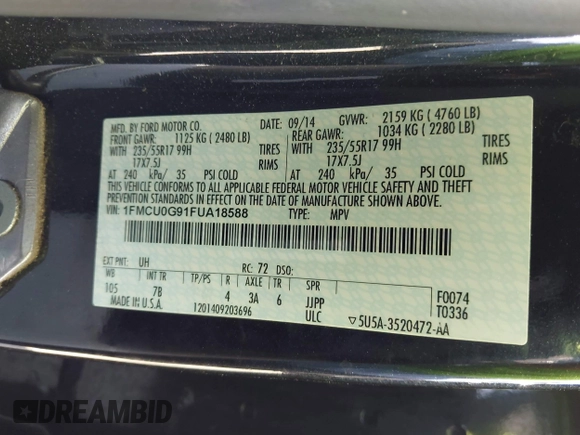 MFD. BY FORD MOTOR CO. DATE: 09/14 GVWR: 2159 KG ( 4760 LB)
FRONT GAWR: 1125 KG ( 2480 LB) REAR GAWR: 1034 KG ( 2280 LB)
WITH 235/55R17 99H TIRES WITH 235/55R17 99H TIRES
17X7.5J RIMS 17X7.5J RIMS
AT 240 kPa/ 35 PSI COLD AT 240 kPa/ 35 PSI COLD
THIS VEHICLE CONFORMS TO ALL APPLICABLE FEDERAL MOTOR VEHICLE SAFETY AND THEFT
PREVENTION STANDARDS IN EFFECT ON THE DATE OF MANUFACTURE SHOWN ABOVE.
VIN: 1FMCU0G91FUA18588 TYPE: MPV
EXT PNT: UH RC: 72 DSO:
WB INT TR TP/PS R AXLE TR SPR
105 7B 4 3A 6 JJPP F0074
MADE IN U.S.A. 1201409203696 ULC T0336
▽5U5A-3520472-AA
DREAMBID